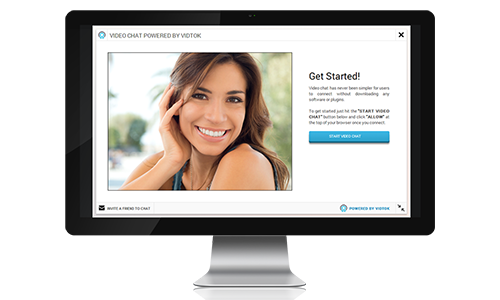 VIDEO CHAT POWERED BY VIDTOK
Get Started!
Video chat has never been simpler for users
to connect without downloading any
software or plugins.
To get started just hit the "START VIDEO
CHAT" button below and click "ALLOW" at
the top of your browser once you connect.
START VIDEO CHAT
INVITE A FRIEND TO CHAT
POWERED BY VIDTOK